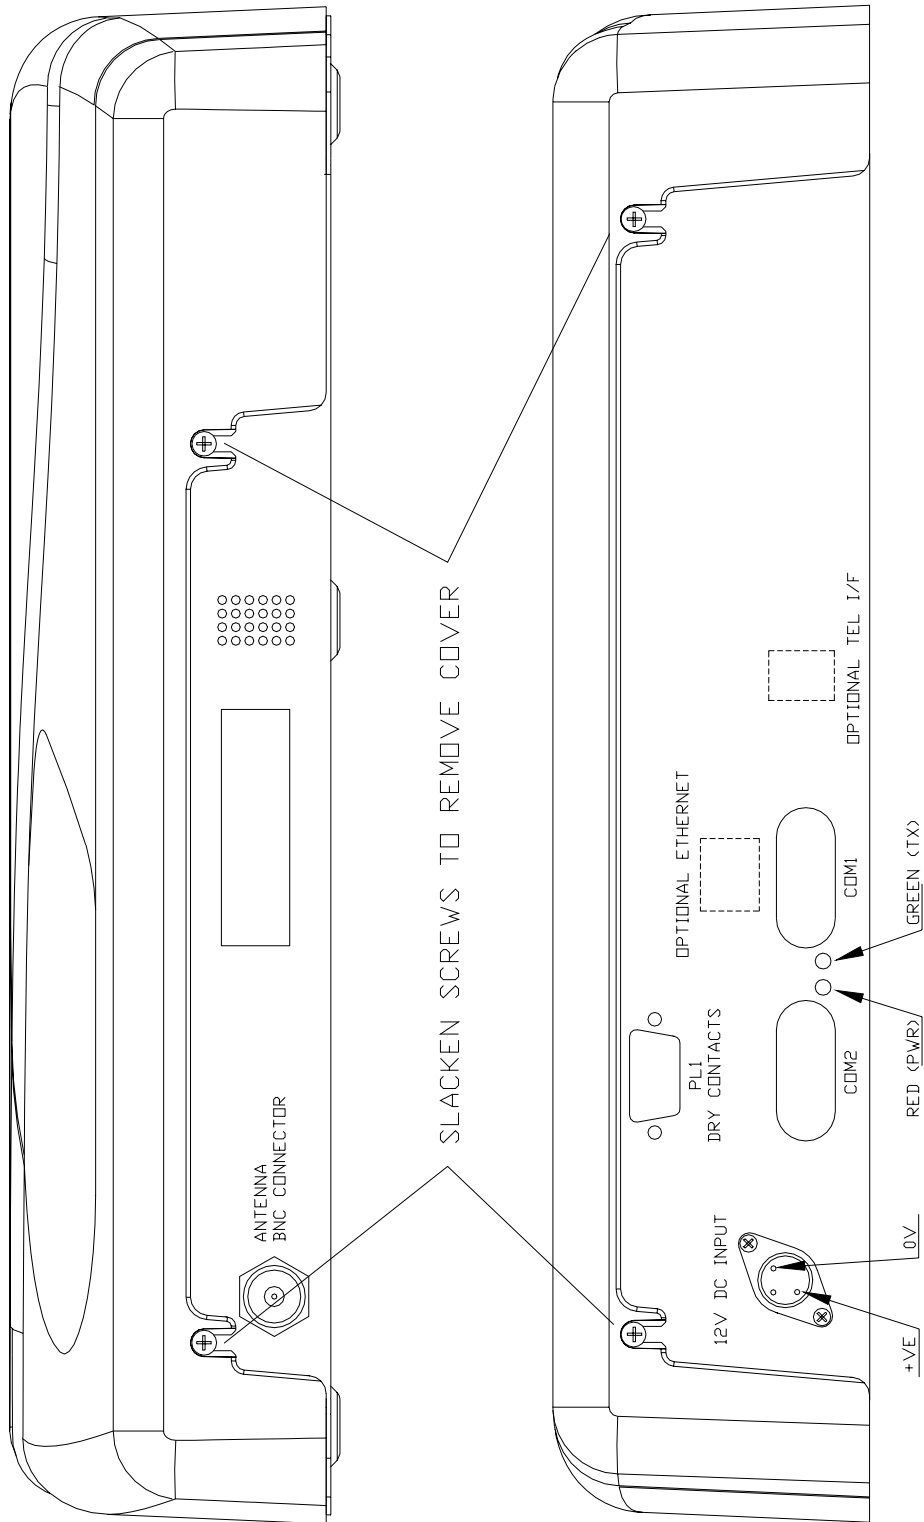 ANTENNA
BNC CONNECTOR
SLACKEN SCREWS TO REMOVE COVER
12V DC INPUT
PL1
DRY CONTACTS
OPTIONAL ETHERNET
COM2
COM1
OPTIONAL TEL I/F
+VE
0V
RED (PWR)
GREEN (TX)